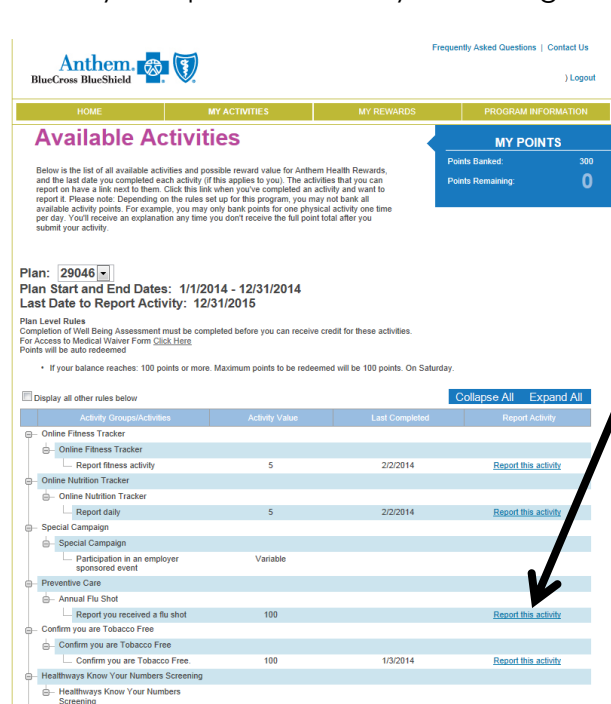 Frequently Asked Questions | Contact Us
Anthem.
BlueCross BlueShield
) Logout
HOME MY ACTIVITIES MY REWARDS PROGRAM INFORMATION
Available Activities
MY POINTS
Points Banked: 300
Points Remaining: 0
Below is the list of all available activities and possible reward value for Anthem Health Rewards,
and the last date you completed each activity (if this applies to you). The activities that you can
report on have a link next to them. Click this link when you've completed an activity and want to
report it. Please note: Depending on the rules set up for this program, you may not bank all
available activity points. For example, you may only bank points for one physical activity one time
per day. You'll receive an explanation any time you don't receive the full point total after you
submit your activity.
Plan: 29046
Plan Start and End Dates: 1/1/2014 - 12/31/2014
Last Date to Report Activity: 12/31/2015
Plan Level Rules
Completion of Well Being Assessment must be completed before you can receive credit for these activities.
For Access to Medical Waiver Form Click Here
Points will be auto redeemed
• If your balance reaches: 100 points or more. Maximum points to be redeemed will be 100 points. On Saturday.
Display all other rules below
Collapse All Expand All
Activity Groups/Activities Activity Value Last Completed Report Activity
Online Fitness Tracker
Online Fitness Tracker
Report fitness activity 5 2/2/2014 Report this activity
Online Nutrition Tracker
Online Nutrition Tracker
Report daily 5 2/2/2014 Report this activity
Special Campaign
Special Campaign
Participation in an employer Variable
sponsored event
Preventive Care
Annual Flu Shot
Report you received a flu shot 100 Report this activity
Confirm you are Tobacco Free
Confirm you are Tobacco Free
Confirm you are Tobacco Free. 100 1/3/2014 Report this activity
Healthways Know Your Numbers Screening
Healthways Know Your Numbers
Screening